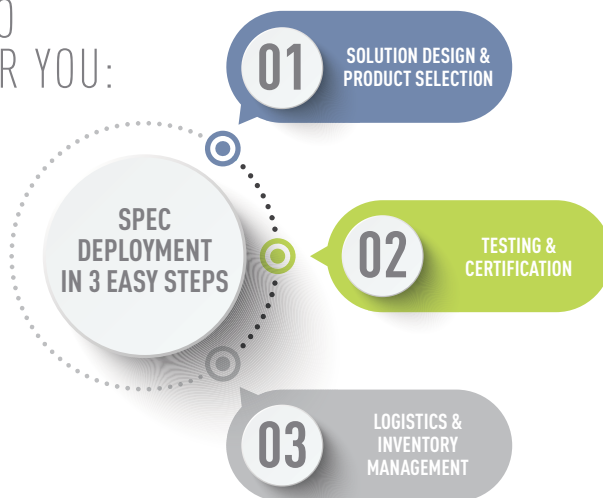 YOU:
01
SOLUTION DESIGN &
PRODUCT SELECTION
SPEC
DEPLOYMENT
IN 3 EASY STEPS
02
TESTING &
CERTIFICATION
03
LOGISTICS &
INVENTORY
MANAGEMENT